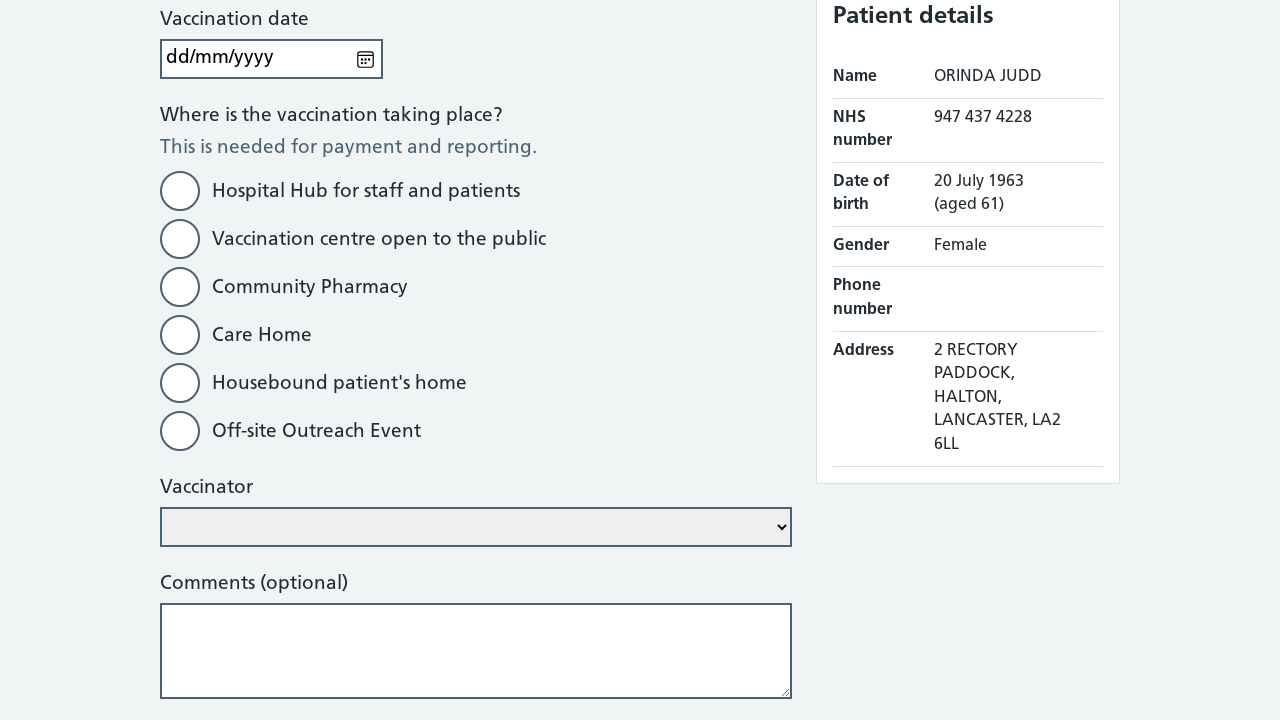 Vaccination date
dd/mm/yyyy
Where is the vaccination taking place?
This is needed for payment and reporting.
Hospital Hub for staff and patients
Vaccination centre open to the public
Community Pharmacy
Care Home
Housebound patient's home
Off-site Outreach Event
Vaccinator
Comments (optional)
Patient details
Name ORINDA JUDD
NHS number 947 437 4228
Date of birth 20 July 1963
(aged 61)
Gender Female
Phone number
Address 2 RECTORY
PADDOCK,
HALTON,
LANCASTER, LA2
6LL